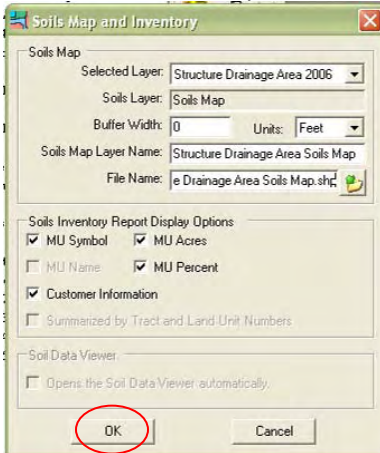 Soils Map and Inventory
Soils Map
Selected Layer: Structure Drainage Area 2006
Soils Layer: Soils Map
Buffer Width: 0 Units: Feet
Soils Map Layer Name: Structure Drainage Area Soils Map
File Name: e Drainage Area Soils Map.shp
Soils Inventory Report Display Options
MU Symbol MU Acres
MU Name MU Percent
Customer Information
Summarized by Tract and Land Unit Numbers
Soil Data Viewer
Opens the Soil Data Viewer automatically.
OK Cancel